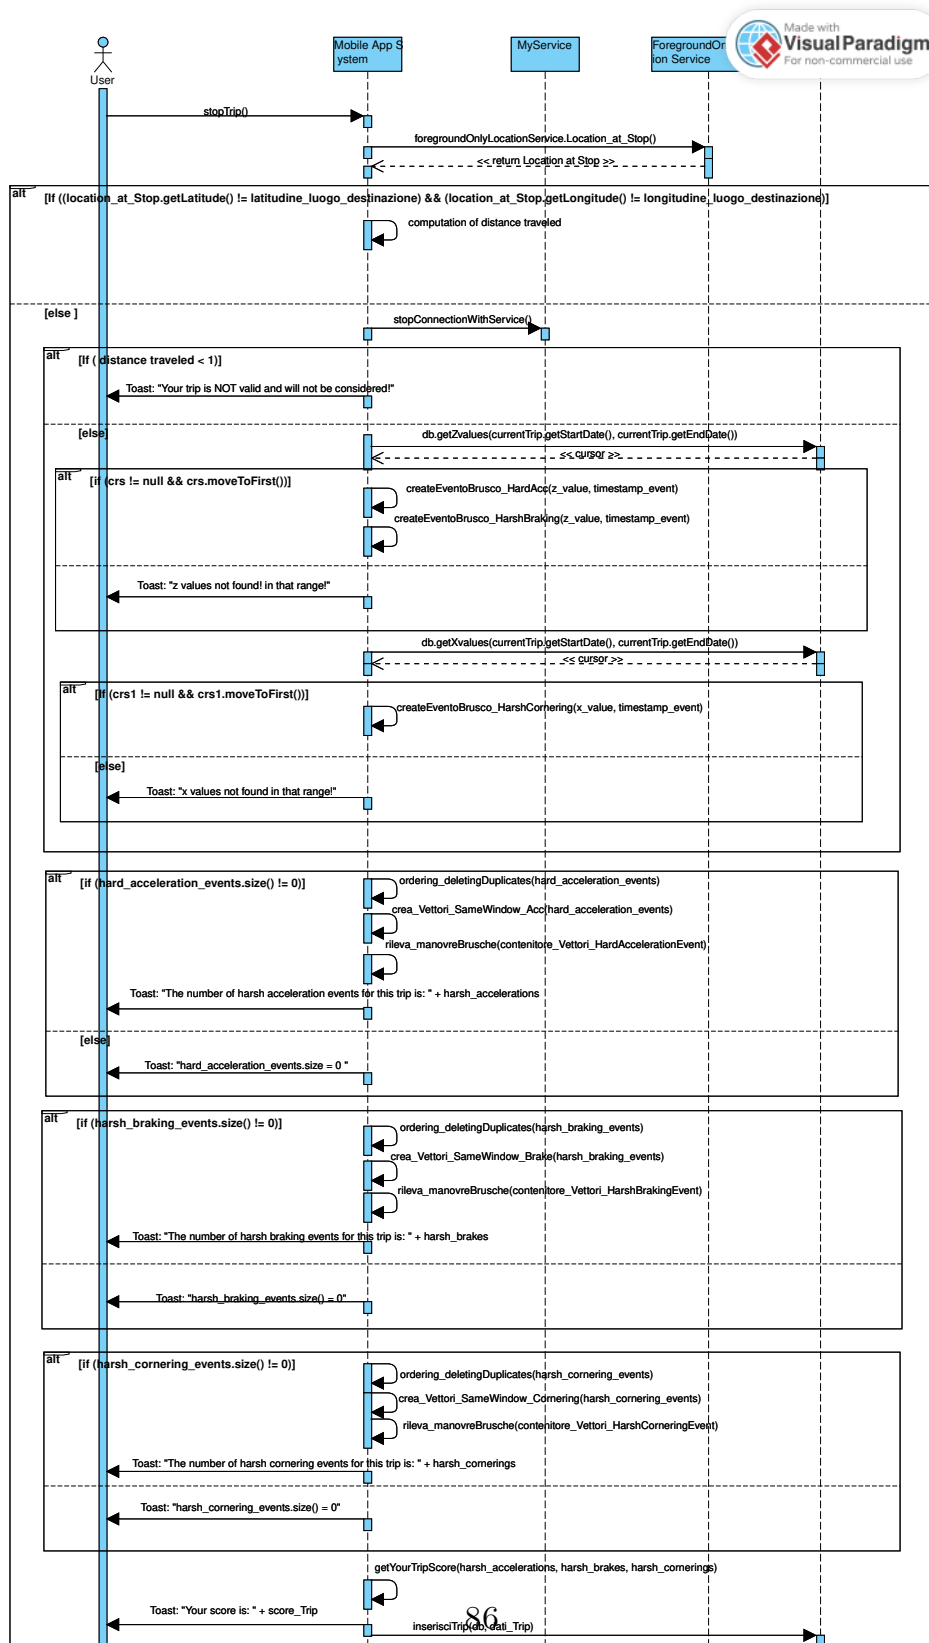 Made with
Visual Paradigm
For non-commercial use
User
Mobile App S
ystem
MyService
ForegroundOn
ion Service
stopTrip()
foregroundOnlyLocationService.Location_at_Stop()
<< return Location at Stop >>
alt
[If ((location_at_Stop.getLatitude() != latitudine_luogo_destinazione) && (location_at_Stop.getLongitude() != longitudine_luogo_destinazione)]
computation of distance traveled
[else ]
stopConnectionWithService()
alt
[If ( distance traveled < 1)]
Toast: "Your trip is NOT valid and will not be considered!"
[else]
db.getZvalues(currentTrip.getStartDate(), currentTrip.getEndDate())
<< cursor >>
alt
[if (crs != null && crs.moveToFirst())]
createEventoBrusco_HardAcc(z_value, timestamp_event)
createEventoBrusco_HarshBraking(z_value, timestamp_event)
Toast: "z values not found! in that range!"
db.getXvalues(currentTrip.getStartDate(), currentTrip.getEndDate())
<< cursor >>
alt
[If (crs1 != null && crs1.moveToFirst())]
createEventoBrusco_HarshCornering(x_value, timestamp_event)
[else]
Toast: "x values not found in that range!"
alt
[if (hard_acceleration_events.size() != 0)]
ordering_deletingDuplicates(hard_acceleration_events)
crea_Vettori_SameWindow_Acc(hard_acceleration_events)
rileva_manovreBrusche(contenitore_Vettori_HardAccelerationEvent)
Toast: "The number of harsh acceleration events for this trip is: " + harsh_accelerations
[else]
Toast: "hard_acceleration_events.size = 0 "
alt
[if (harsh_braking_events.size() != 0)]
ordering_deletingDuplicates(harsh_braking_events)
crea_Vettori_SameWindow_Brake(harsh_braking_events)
rileva_manovreBrusche(contenitore_Vettori_HarshBrakingEvent)
Toast: "The number of harsh braking events for this trip is: " + harsh_brakes
Toast: "harsh_braking_events.size() = 0"
alt
[if (harsh_cornering_events.size() != 0)]
ordering_deletingDuplicates(harsh_cornering_events)
crea_Vettori_SameWindow_Cornering(harsh_cornering_events)
rileva_manovreBrusche(contenitore_Vettori_HarshCorneringEvent)
Toast: "The number of harsh cornering events for this trip is: " + harsh_cornerings
Toast: "harsh_cornering_events.size() = 0"
getYourTripScore(harsh_accelerations, harsh_brakes, harsh_cornerings)
Toast: "Your score is: " + score_Trip
inserisciTrip(db, dati_Trip)
86